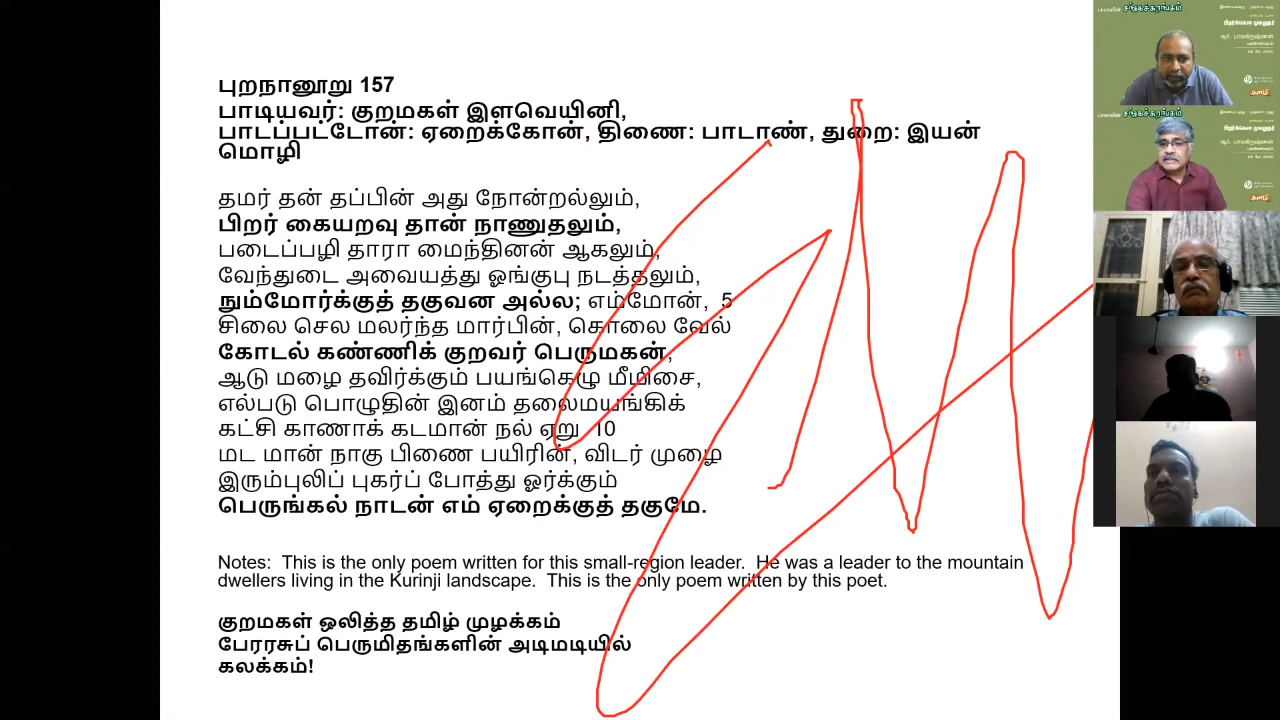 புறநானூறு 157
பாடியவர்: குறமகள் இளவெயினி,
பாடப்பட்டோன்: ஏறைக்கோன், திணை: பாடாண், துறை: இயன்
மொழி
தமர் தன் தப்பின் அது நோன்றல்லும்,
பிறர் கையறவு தான் நாணுதலும்,
படைப்பழி தாரா மைந்தினன் ஆகலும்,
வேந்துடை அவையத்து ஓங்குபு நடத்தலும்,
நும்மோர்க்குத் தகுவன அல்ல; எம்மோன், 5
சிலை செல மலர்ந்த மார்பின், கொலை வேல்
கோடல் கண்ணிக் குறவர் பெருமகன்,
ஆடு மழை தவிர்க்கும் பயங்கெழு மீமிசை,
எல்படு பொழுதின் இனம் தலைமயங்கிக்
கட்சி காணாக் கடமான் நல் ஏறு 10
மட மான் நாகு பிணை பயிரின், விடர் முழை
இரும்புலிப் புகர்ப் போத்து ஓர்க்கும்
பெருங்கல் நாடன் எம் ஏறைக்குத் தகுமே.
Notes: This is the only poem written for this small-region leader. He was a leader to the mountain
dwellers living in the Kurinji landscape. This is the only poem written by this poet.
குறமகள் ஒலித்த தமிழ் முழக்கம்
பேரரசுப் பெருமிதங்களின் அடிமடியில்
கலக்கம்!